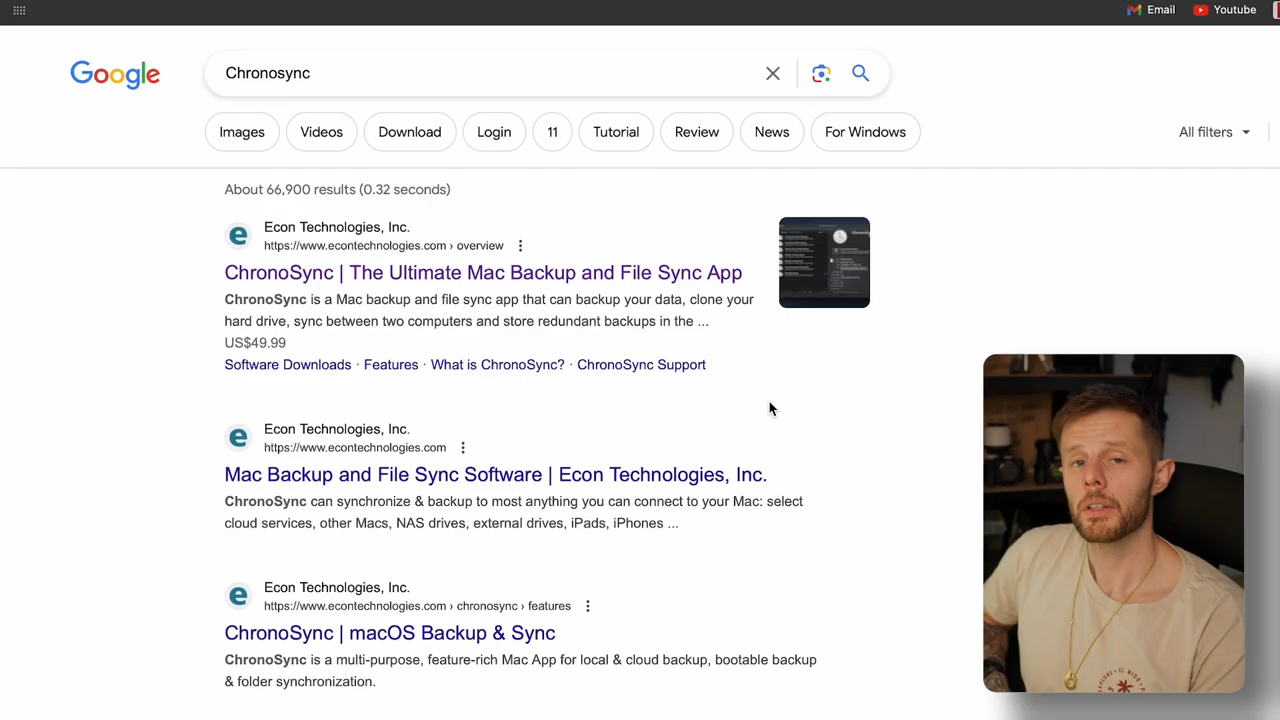 Email Youtube
Google
Chronosync
Images Videos Download Login 11 Tutorial Review News For Windows All filters
About 66,900 results (0.32 seconds)
Econ Technologies, Inc.
https://www.econtechnologies.com › overview
ChronoSync | The Ultimate Mac Backup and File Sync App
ChronoSync is a Mac backup and file sync app that can backup your data, clone your
hard drive, sync between two computers and store redundant backups in the ...
US$49.99
Software Downloads · Features · What is ChronoSync? · ChronoSync Support
Econ Technologies, Inc.
https://www.econtechnologies.com
Mac Backup and File Sync Software | Econ Technologies, Inc.
ChronoSync can synchronize & backup to most anything you can connect to your Mac: select
cloud services, other Macs, NAS drives, external drives, iPads, iPhones ...
Econ Technologies, Inc.
https://www.econtechnologies.com › chronosync › features
ChronoSync | macOS Backup & Sync
ChronoSync is a multi-purpose, feature-rich Mac App for local & cloud backup, bootable backup
& folder synchronization.